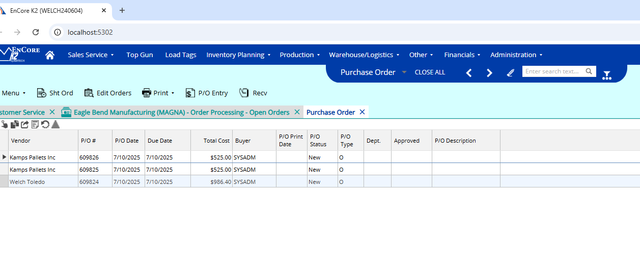 EnCore K2 (WELCH240604)
localhost:5302
EnCore
K2
Sales Service Top Gun Load Tags Inventory Planning Production Warehouse/Logistics Other Financials Administration
Purchase Order CLOSE ALL Enter search text...
Menu Sht Ord Edit Orders Print P/O Entry Recv
stomer Service Eagle Bend Manufacturing (MAGNA) - Order Processing - Open Orders Purchase Order
Vendor P/O # P/O Date Due Date Total Cost Buyer P/O Print Date P/O Status P/O Type Dept. Approved P/O Description
Kamps Pallets Inc 609826 7/10/2025 7/10/2025 $525.00 SYSADM New O
Kamps Pallets Inc 609825 7/10/2025 7/10/2025 $525.00 SYSADM New O
Welch Toledo 609824 7/10/2025 7/10/2025 $986.40 SYSADM New O